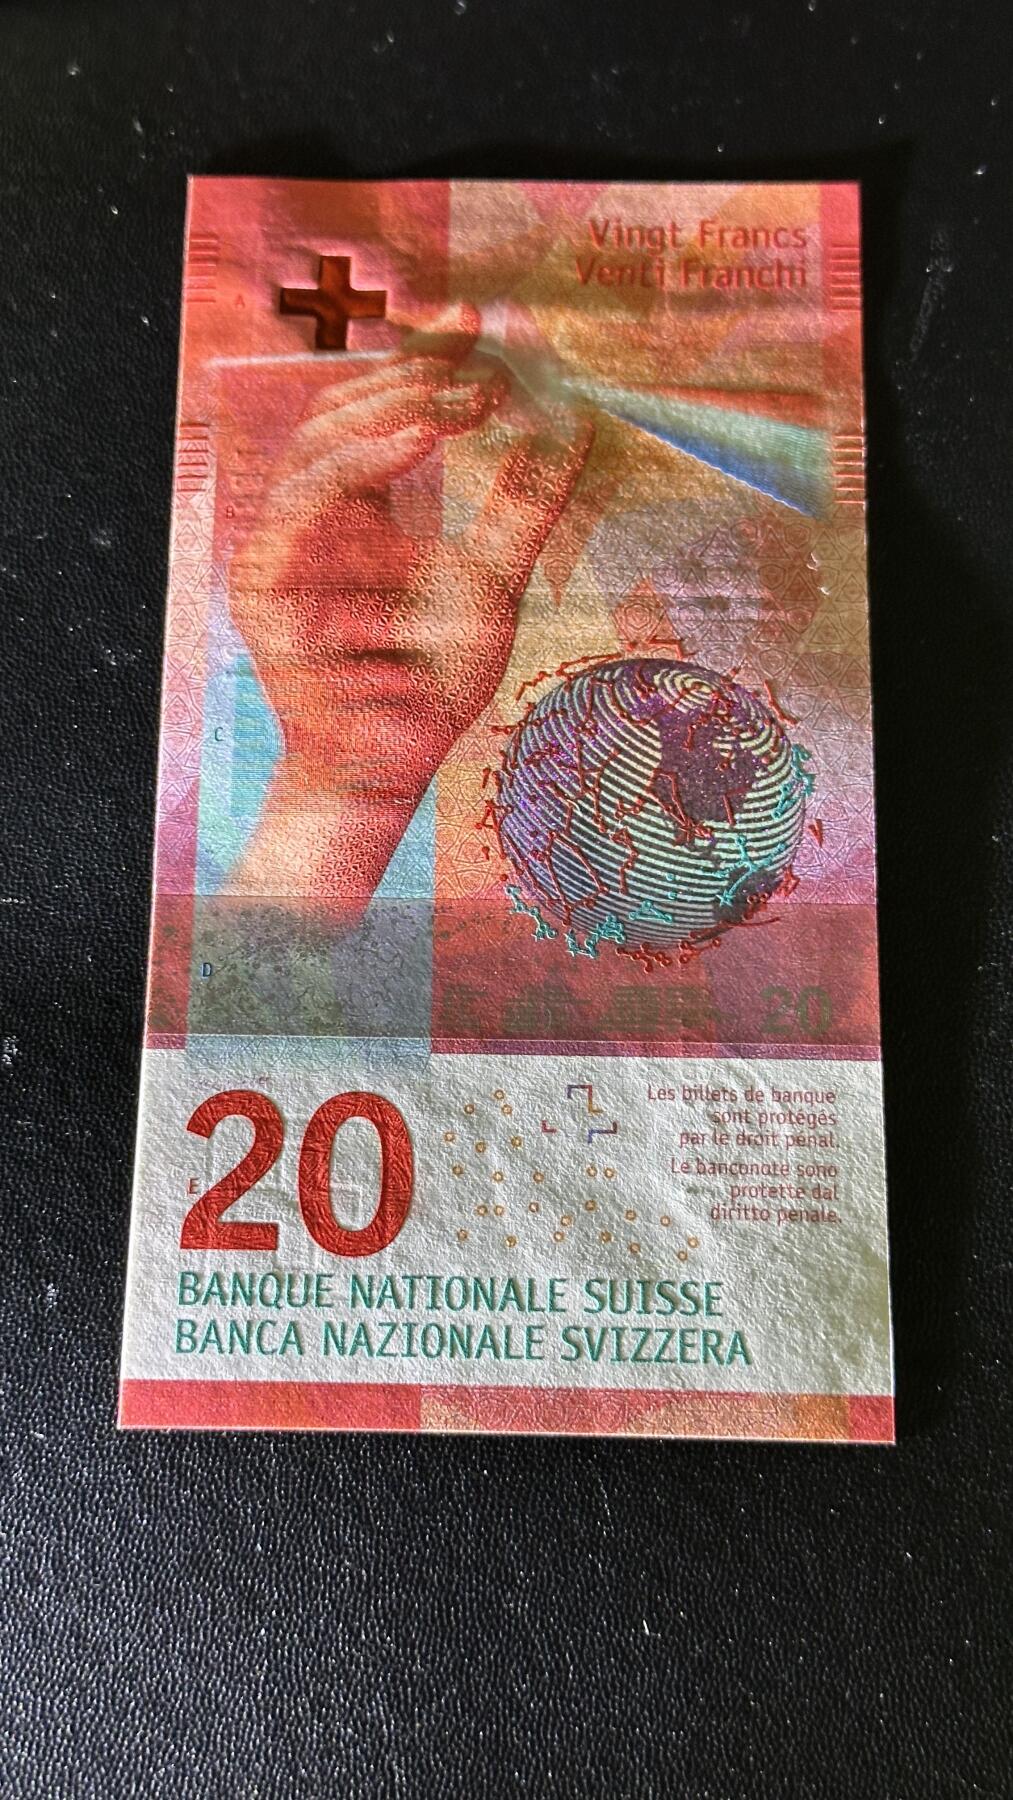 Vingt Francs
Venti Franchi
A
B
C
D
20
20
E
Les billets de banque
sont protégés
par le droit pénal.
Le banconote sono
protette dal
diritto penale.
BANQUE NATIONALE SUISSE
BANCA NAZIONALE SVIZZERA